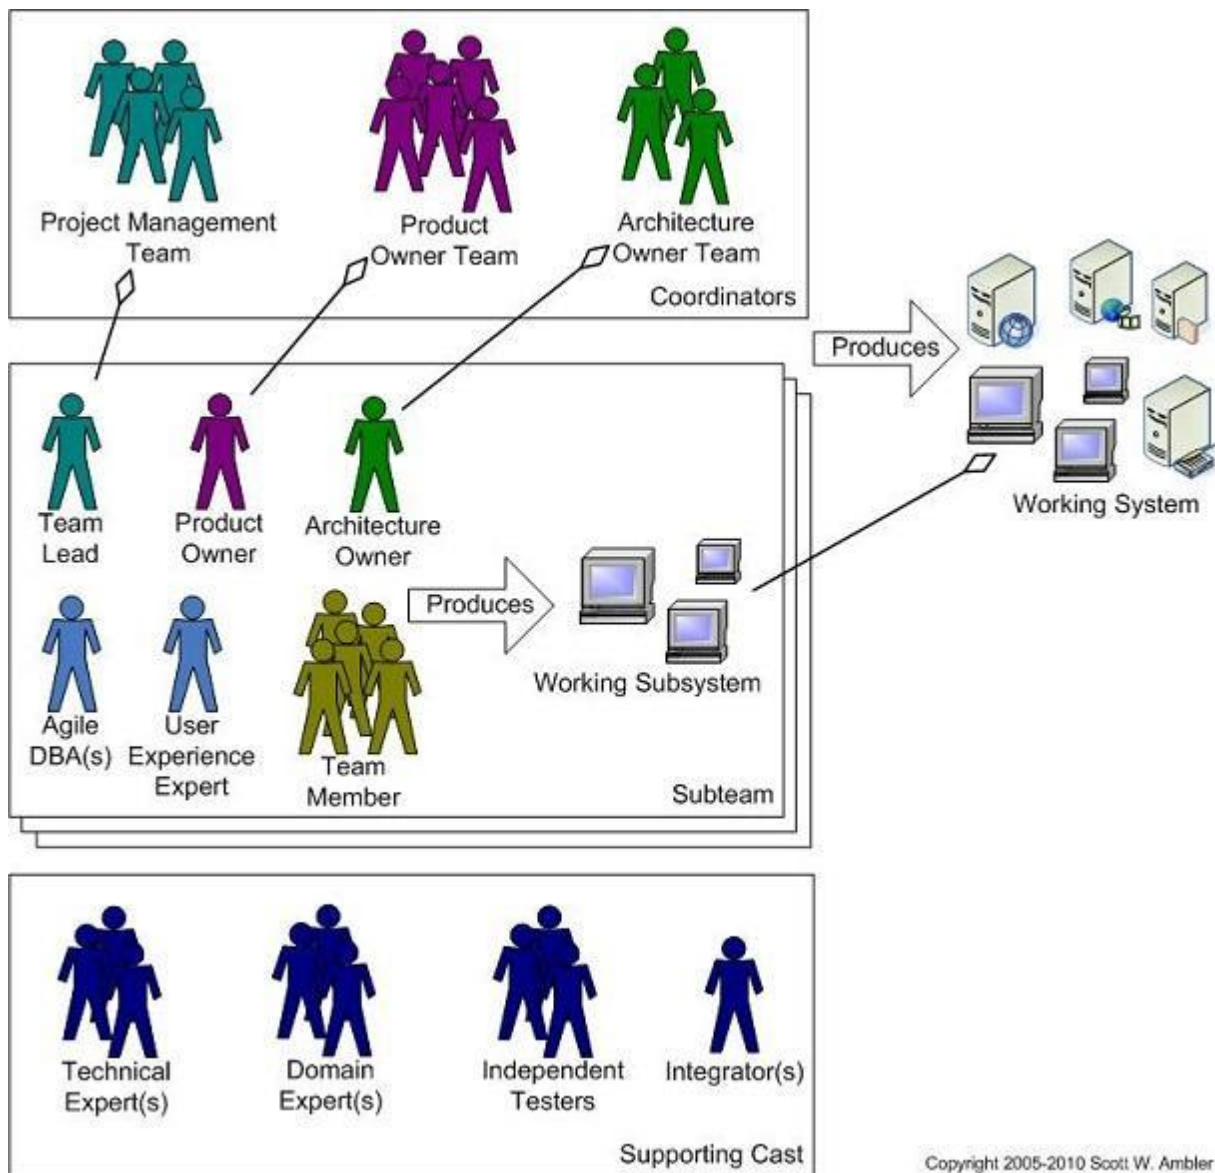 Project Management
Team
Product
Owner Team
Architecture
Owner Team
Coordinators
Produces
Working System
Team
Lead
Product
Owner
Architecture
Owner
Produces
Working Subsystem
Agile
DBA(s)
User
Experience
Expert
Team
Member
Subteam
Technical
Expert(s)
Domain
Expert(s)
Independent
Testers
Integrator(s)
Supporting Cast
Copyright 2005-2010 Scott W. Ambler